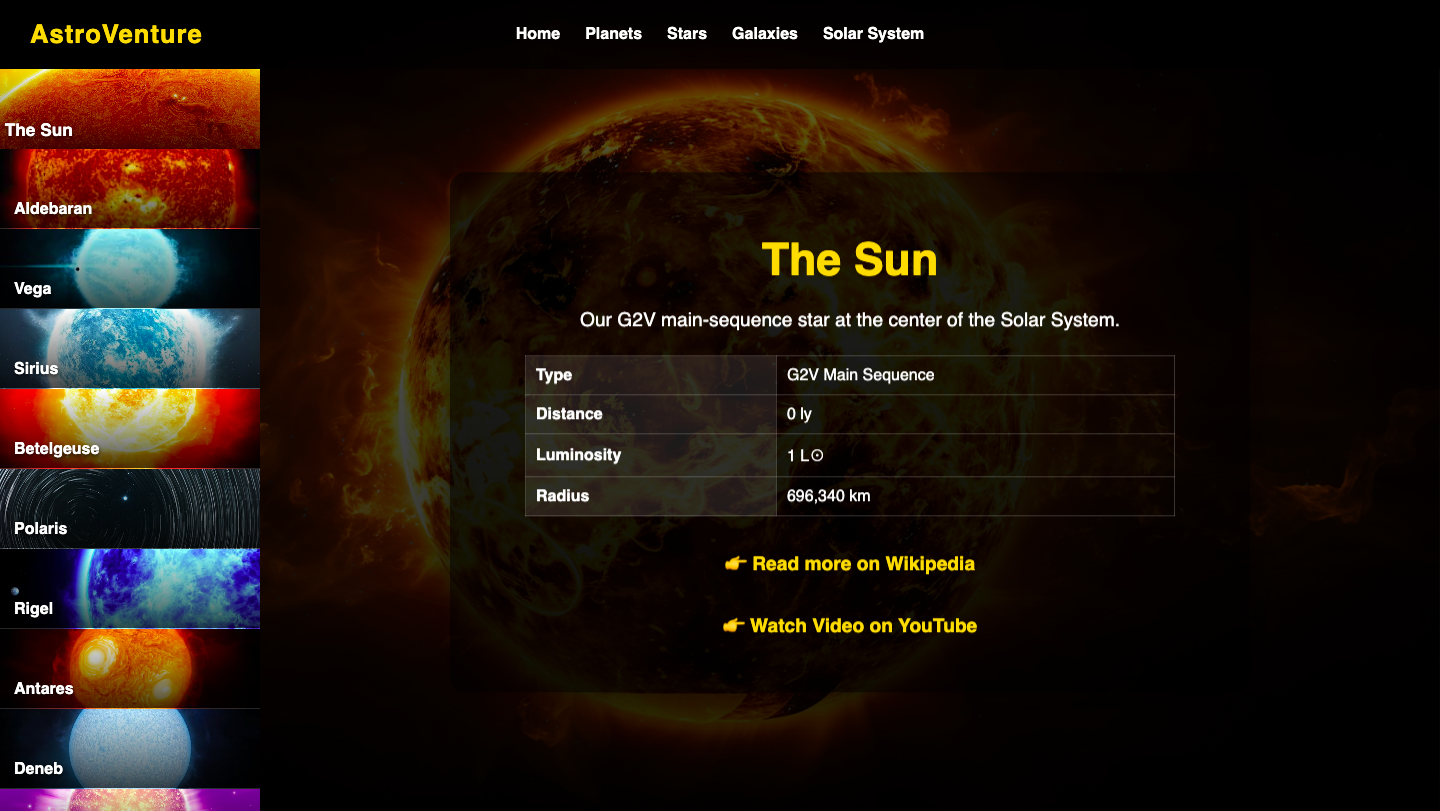 AstroVenture
Home Planets Stars Galaxies Solar System
The Sun
Aldebaran
Vega
Sirius
Betelgeuse
Polaris
Rigel
Antares
Deneb
The Sun
Our G2V main-sequence star at the center of the Solar System.
Type G2V Main Sequence
Distance 0 ly
Luminosity 1 L☉
Radius 696,340 km
👉 Read more on Wikipedia
👉 Watch Video on YouTube